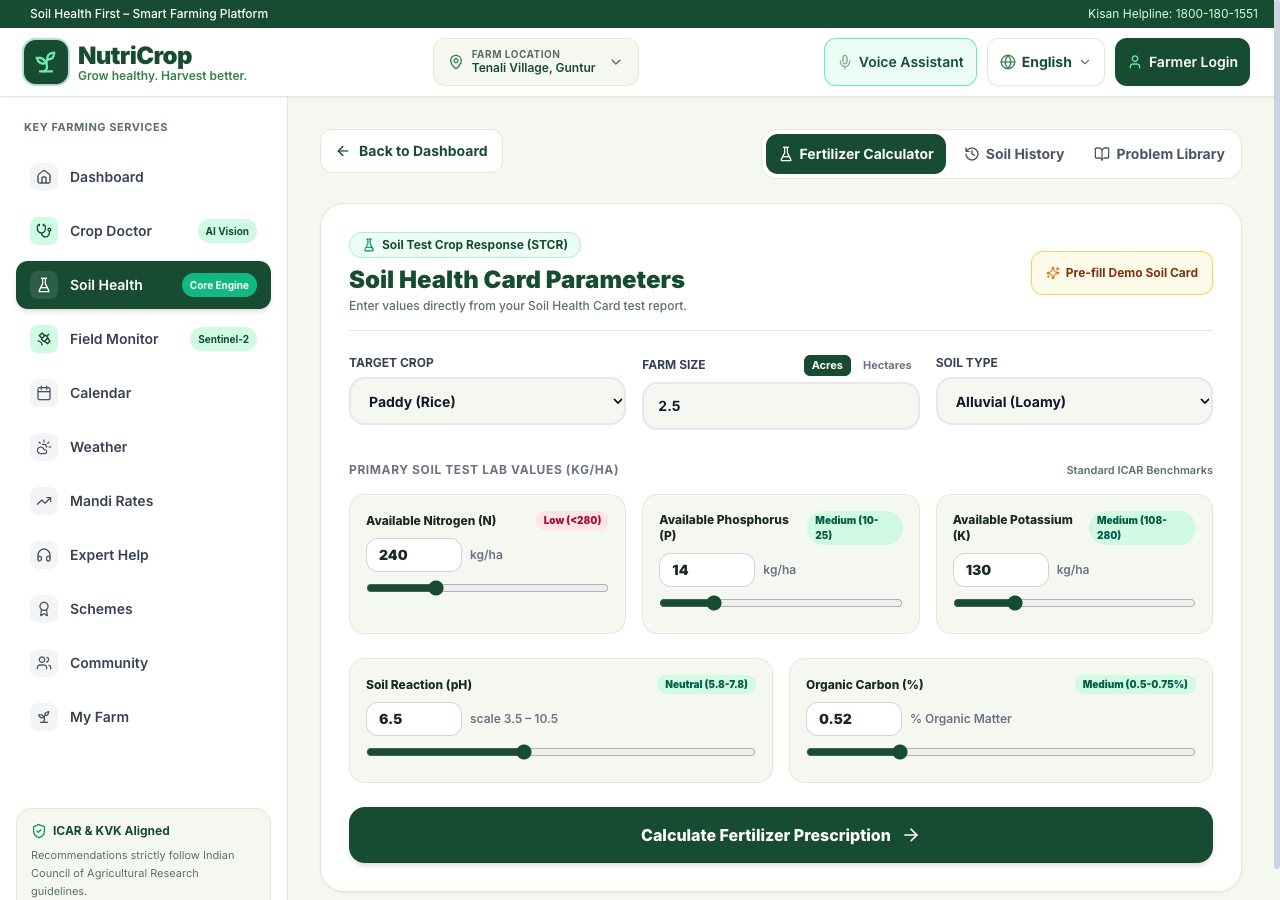 Soil Health First – Smart Farming Platform
Kisan Helpline: 1800-180-1551
NutriCrop
Grow healthy. Harvest better.
FARM LOCATION
Tenali Village, Guntur
Voice Assistant
English
Farmer Login
KEY FARMING SERVICES
Dashboard
Crop Doctor
AI Vision
Soil Health
Core Engine
Field Monitor
Sentinel-2
Calendar
Weather
Mandi Rates
Expert Help
Schemes
Community
My Farm
ICAR & KVK Aligned
Recommendations strictly follow Indian
Council of Agricultural Research
guidelines.
Back to Dashboard
Fertilizer Calculator
Soil History
Problem Library
Soil Test Crop Response (STCR)
Soil Health Card Parameters
Enter values directly from your Soil Health Card test report.
Pre-fill Demo Soil Card
TARGET CROP
Paddy (Rice)
FARM SIZE
Acres
Hectares
2.5
SOIL TYPE
Alluvial (Loamy)
PRIMARY SOIL TEST LAB VALUES (KG/HA)
Standard ICAR Benchmarks
Available Nitrogen (N)
Low (<280)
240
kg/ha
Available Phosphorus
(P)
Medium (10-
25)
14
kg/ha
Available Potassium
(K)
Medium (108-
280)
130
kg/ha
Soil Reaction (pH)
Neutral (5.8-7.8)
6.5
scale 3.5 – 10.5
Organic Carbon (%)
Medium (0.5-0.75%)
0.52
% Organic Matter
Calculate Fertilizer Prescription